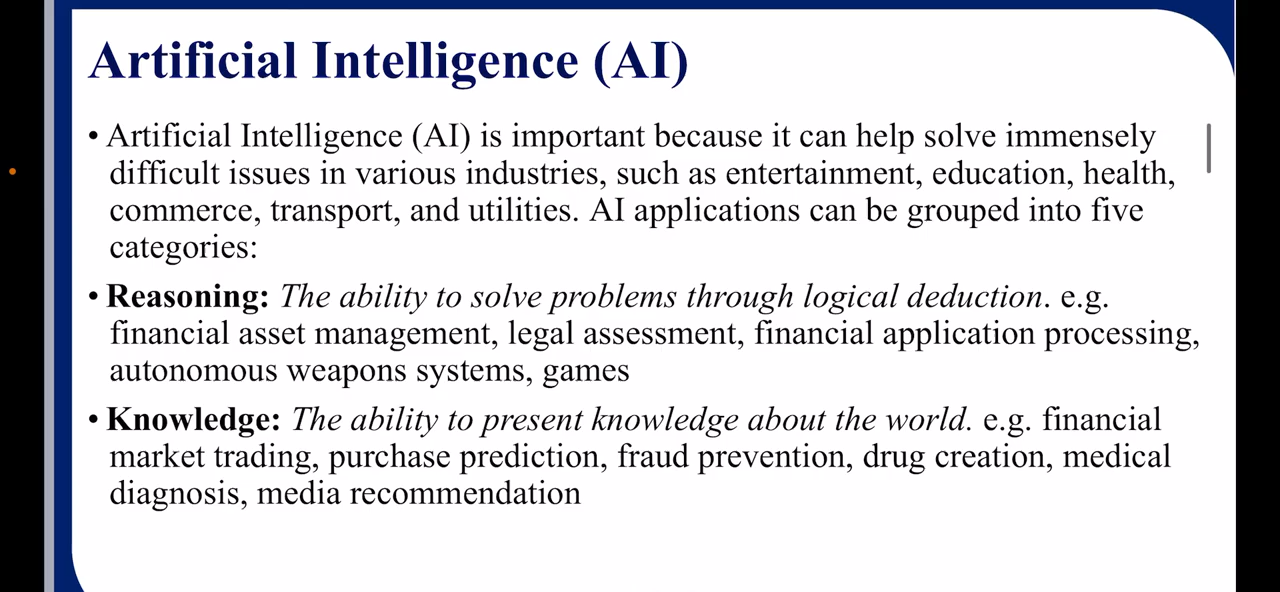 Artificial Intelligence (AI)
• Artificial Intelligence (AI) is important because it can help solve immensely
difficult issues in various industries, such as entertainment, education, health,
commerce, transport, and utilities. AI applications can be grouped into five
categories:
• Reasoning: The ability to solve problems through logical deduction. e.g.
financial asset management, legal assessment, financial application processing,
autonomous weapons systems, games
• Knowledge: The ability to present knowledge about the world. e.g. financial
market trading, purchase prediction, fraud prevention, drug creation, medical
diagnosis, media recommendation